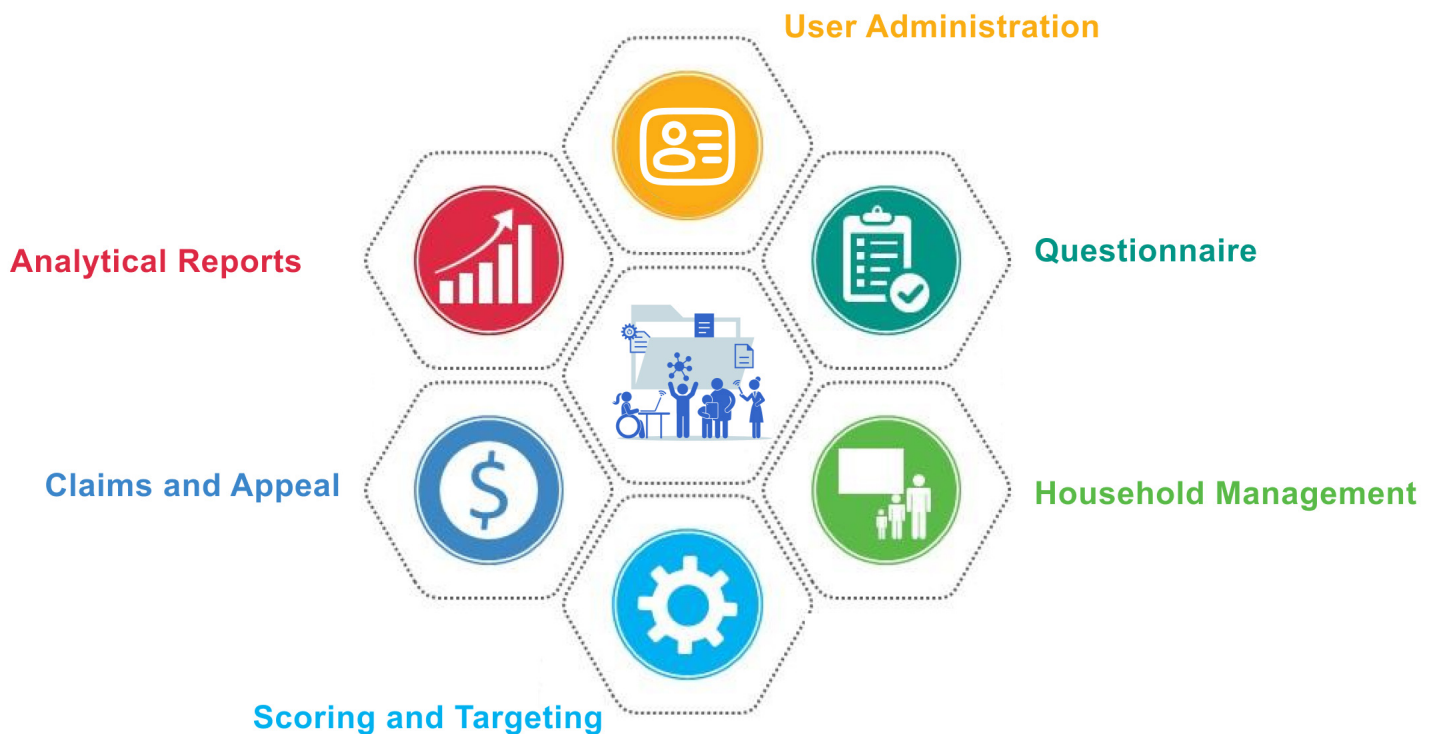 User Administration
Questionnaire
Analytical Reports
Claims and Appeal
Household Management
Scoring and Targeting